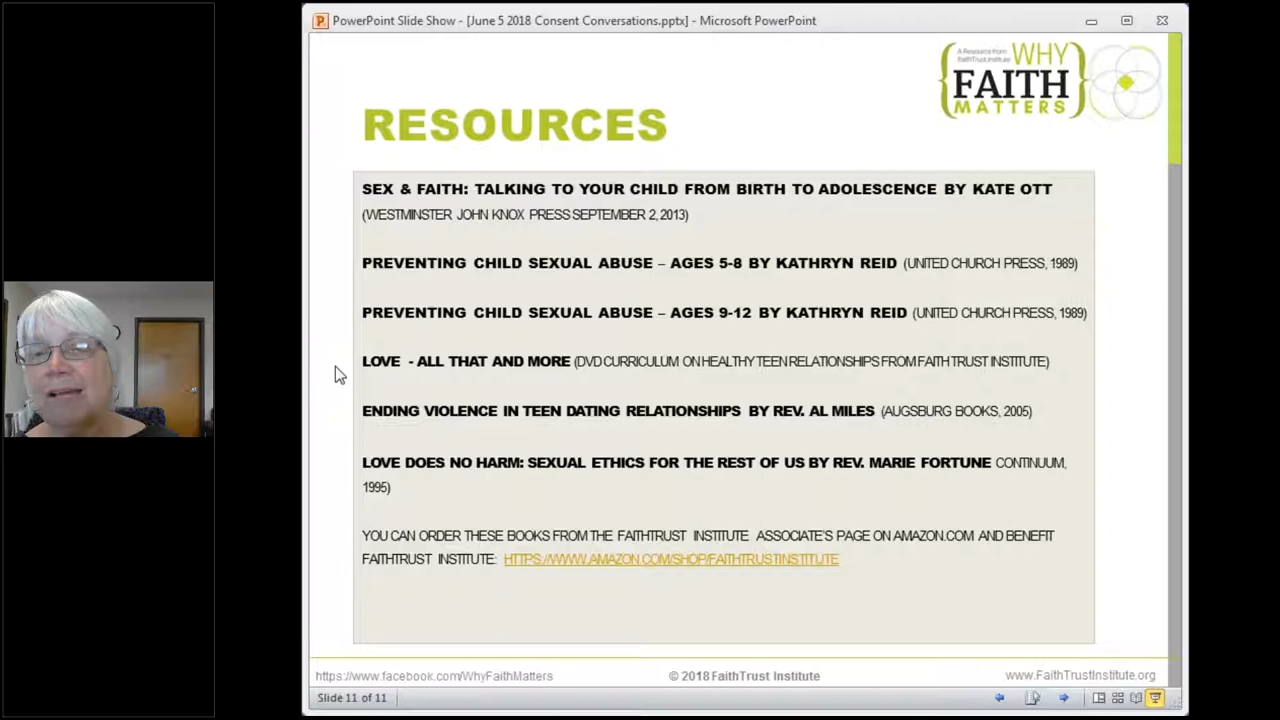 PowerPoint Slide Show - [June 5 2018 Consent Conversations.pptx] - Microsoft PowerPoint
A Resource from
FaithTrust Institute
WHY
FAITH
MATTERS
RESOURCES
SEX & FAITH: TALKING TO YOUR CHILD FROM BIRTH TO ADOLESCENCE BY KATE OTT
(WESTMINSTER JOHN KNOX PRESS SEPTEMBER 2, 2013)
PREVENTING CHILD SEXUAL ABUSE – AGES 5-8 BY KATHRYN REID (UNITED CHURCH PRESS, 1989)
PREVENTING CHILD SEXUAL ABUSE – AGES 9-12 BY KATHRYN REID (UNITED CHURCH PRESS, 1989)
LOVE - ALL THAT AND MORE (DVD CURRICULUM ON HEALTHY TEEN RELATIONSHIPS FROM FAITH TRUST INSTITUTE)
ENDING VIOLENCE IN TEEN DATING RELATIONSHIPS BY REV. AL MILES (AUGSBURG BOOKS, 2005)
LOVE DOES NO HARM: SEXUAL ETHICS FOR THE REST OF US BY REV. MARIE FORTUNE CONTINUUM,
1995)
YOU CAN ORDER THESE BOOKS FROM THE FAITHTRUST INSTITUTE ASSOCIATE'S PAGE ON AMAZON.COM AND BENEFIT
FAITHTRUST INSTITUTE: HTTPS://WWW.AMAZON.COM/SHOP/FAITHTRUSTINSTITUTE
https://www.facebook.com/WhyFaithMatters
© 2018 FaithTrust Institute
www.FaithTrustInstitute.org
Slide 11 of 11